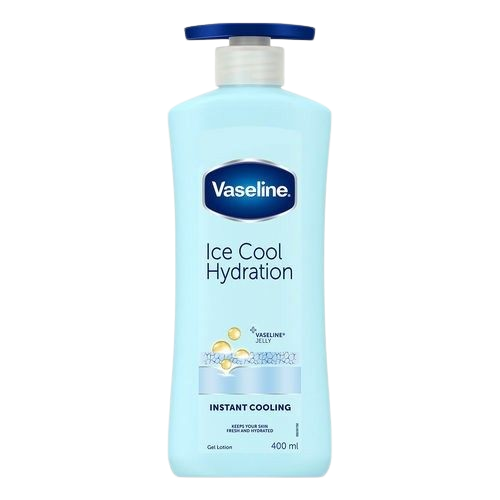 Vaseline.
Ice Cool
Hydration
VASELINE®
JELLY
INSTANT COOLING
KEEPS YOUR SKIN
FRESH AND HYDRATED
Gel Lotion
400 ml